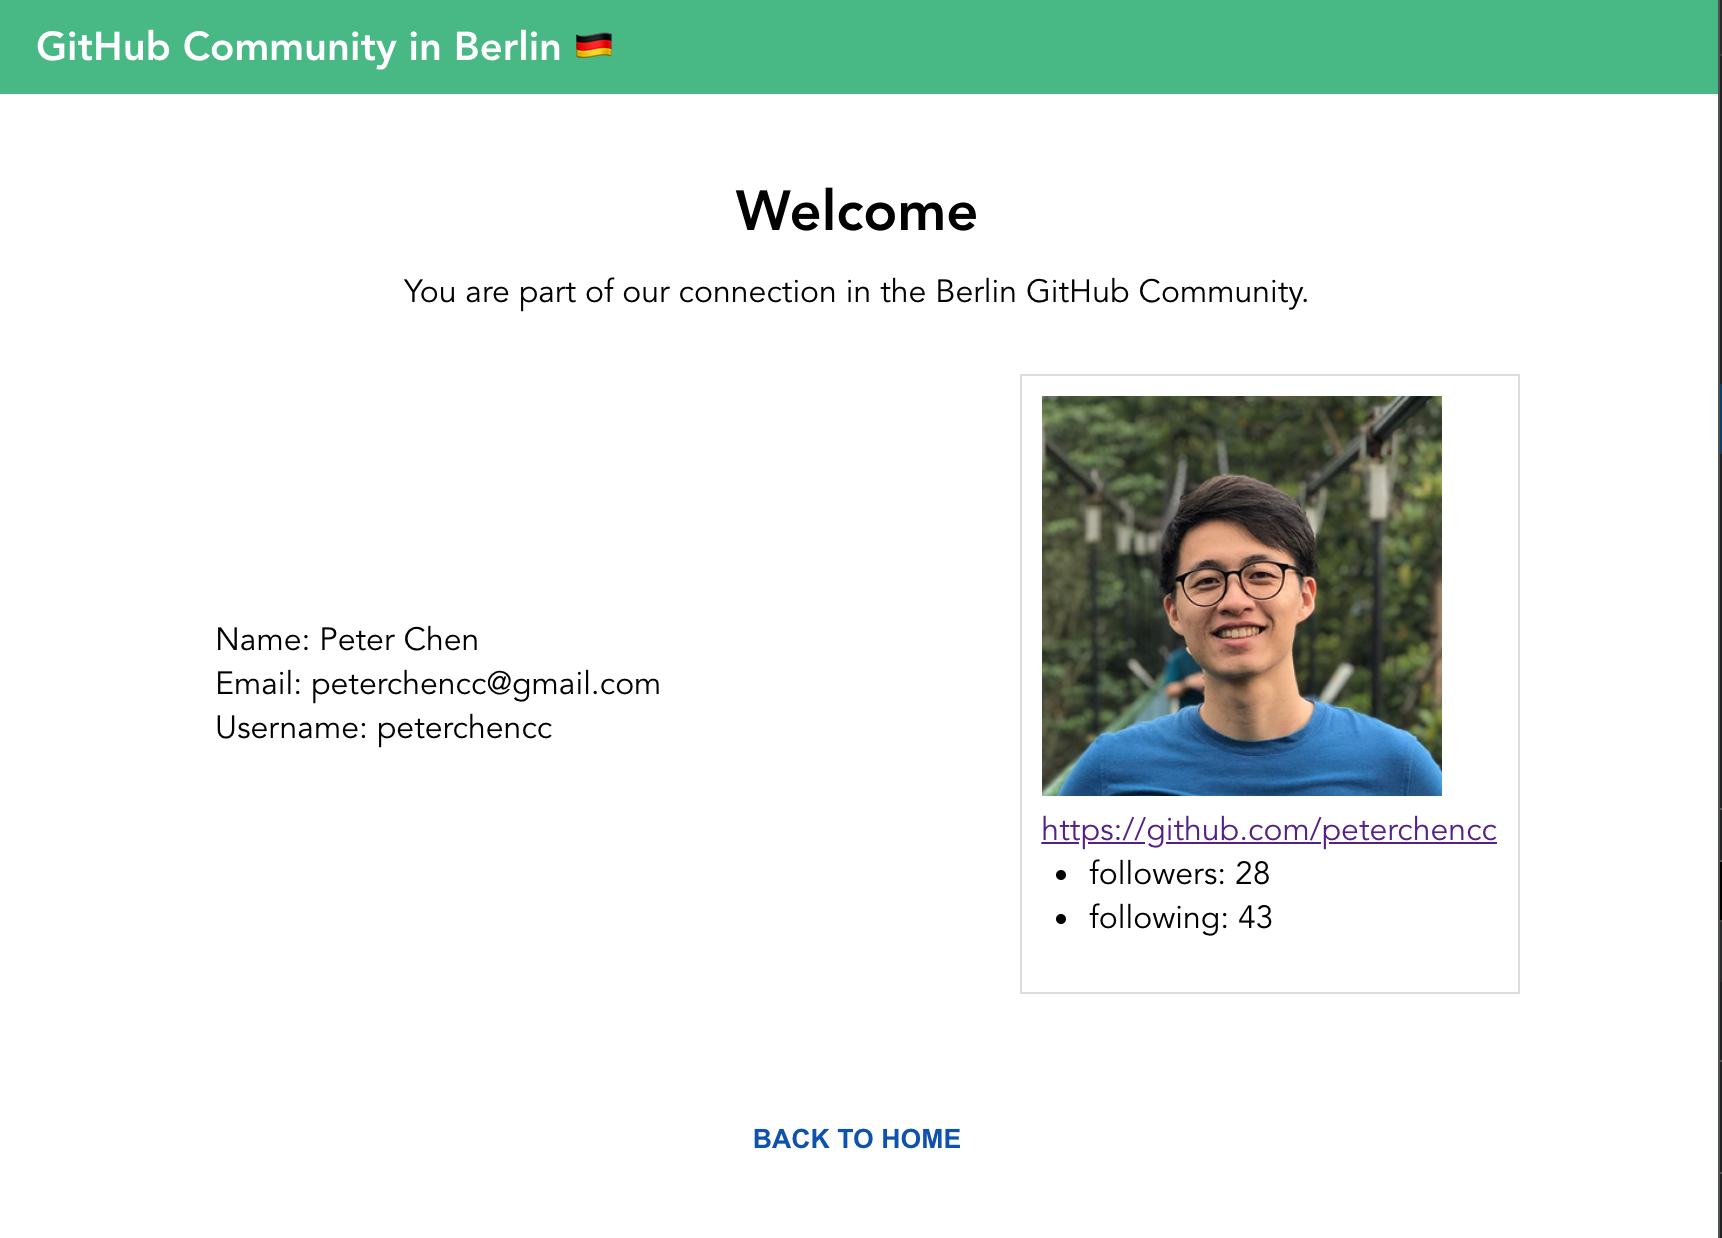 GitHub Community in Berlin 🇩🇪
Welcome
You are part of our connection in the Berlin GitHub Community.
Name: Peter Chen
Email: peterchencc@gmail.com
Username: peterchencc
https://github.com/peterchencc
• followers: 28
• following: 43
BACK TO HOME